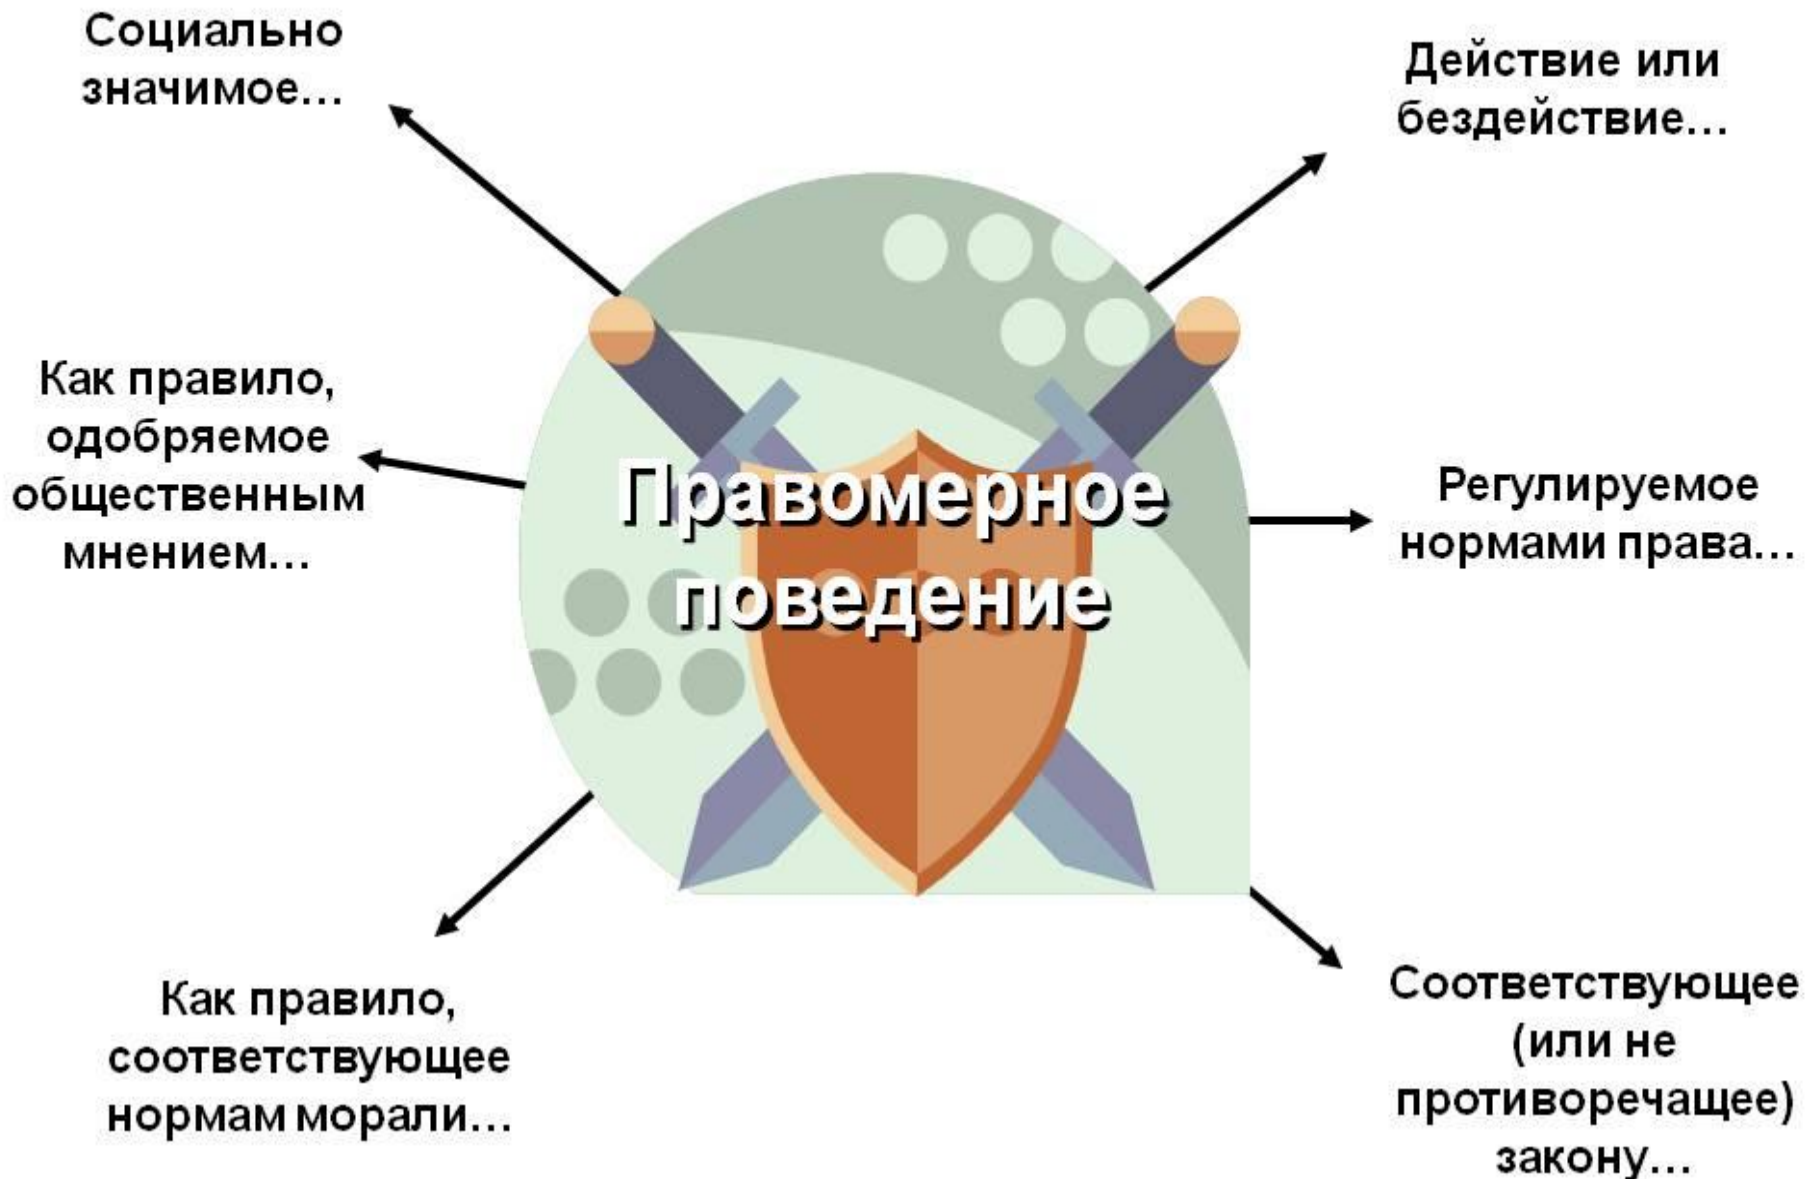 Социально
значимое...
Действие или
бездействие...
Как правило,
одобряемое
общественным
мнением...
Правомерное
поведение
Регулируемое
нормами права...
Как правило,
соответствующее
нормам морали...
Соответствующее
(или не
противоречащее)
закону...